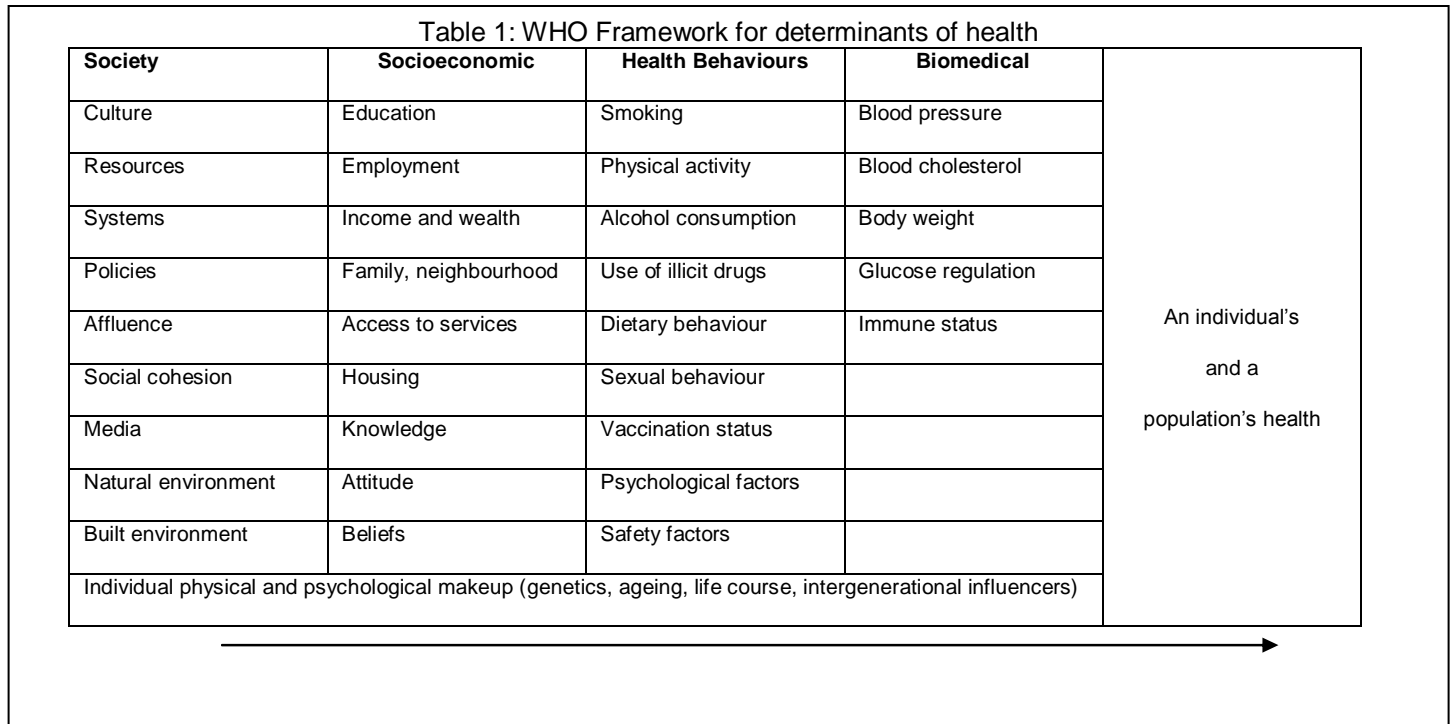 Table 1: WHO Framework for determinants of health
Society Socioeconomic Health Behaviours Biomedical
Culture Education Smoking Blood pressure
Resources Employment Physical activity Blood cholesterol
Systems Income and wealth Alcohol consumption Body weight
Policies Family, neighbourhood Use of illicit drugs Glucose regulation
Affluence Access to services Dietary behaviour Immune status
Social cohesion Housing Sexual behaviour
Media Knowledge Vaccination status
Natural environment Attitude Psychological factors
Built environment Beliefs Safety factors
Individual physical and psychological makeup (genetics, ageing, life course, intergenerational influencers)
An individual's
and a
population's health